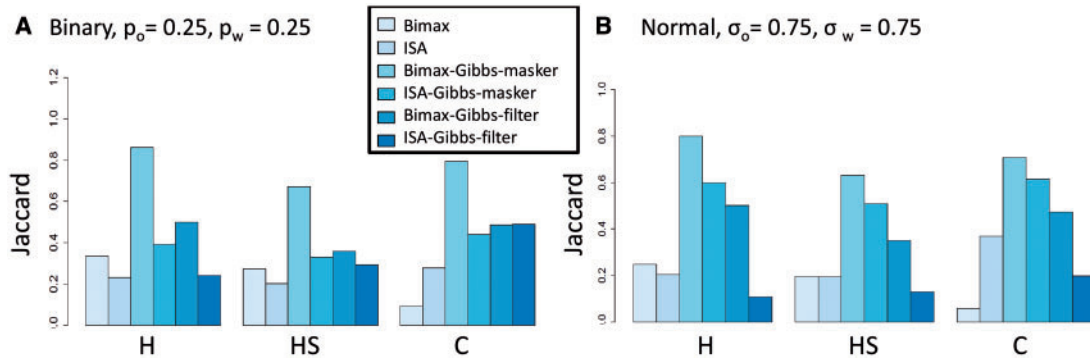 A Binary, pₒ= 0.25, p_w = 0.25
Bimax
ISA
Bimax-Gibbs-masker
ISA-Gibbs-masker
Bimax-Gibbs-filter
ISA-Gibbs-filter
B Normal, σₒ= 0.75, σ_w = 0.75
Jaccard
1.2
1.0
0.8
0.6
0.4
0.2
.0
H HS C
Jaccard
1.0
0.8
0.6
0.4
0.2
.0
H HS C